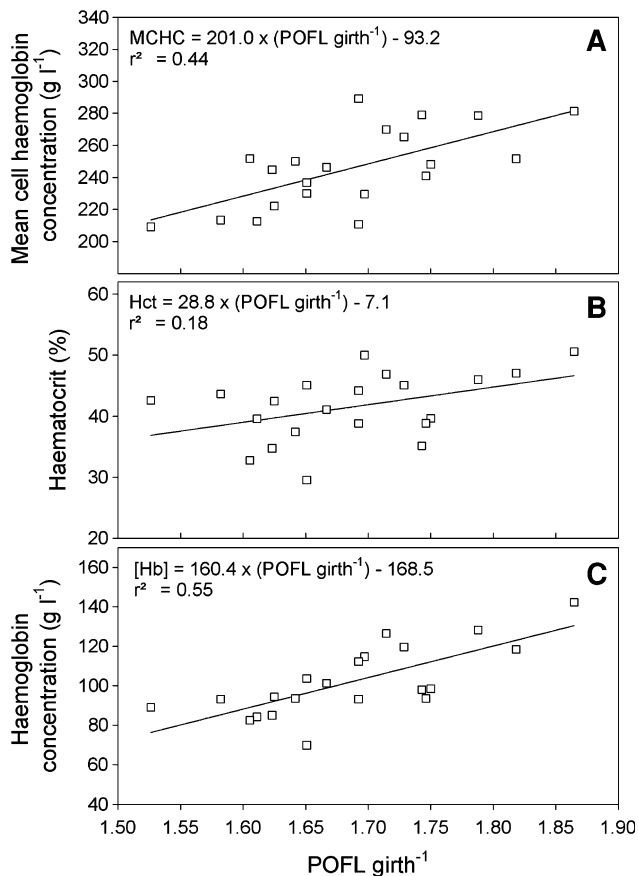 340
320
300
280
260
240
220
200
Mean cell haemoglobin
concentration (g l⁻¹)
MCHC = 201.0 x (POFL girth⁻¹) - 93.2
r² = 0.44
A
60
50
40
30
20
Haematocrit (%)
Hct = 28.8 x (POFL girth⁻¹) - 7.1
r² = 0.18
B
160
140
120
100
80
60
40
Haemoglobin
concentration (g l⁻¹)
[Hb] = 160.4 x (POFL girth⁻¹) - 168.5
r² = 0.55
C
1.50 1.55 1.60 1.65 1.70 1.75 1.80 1.85 1.90
POFL girth⁻¹